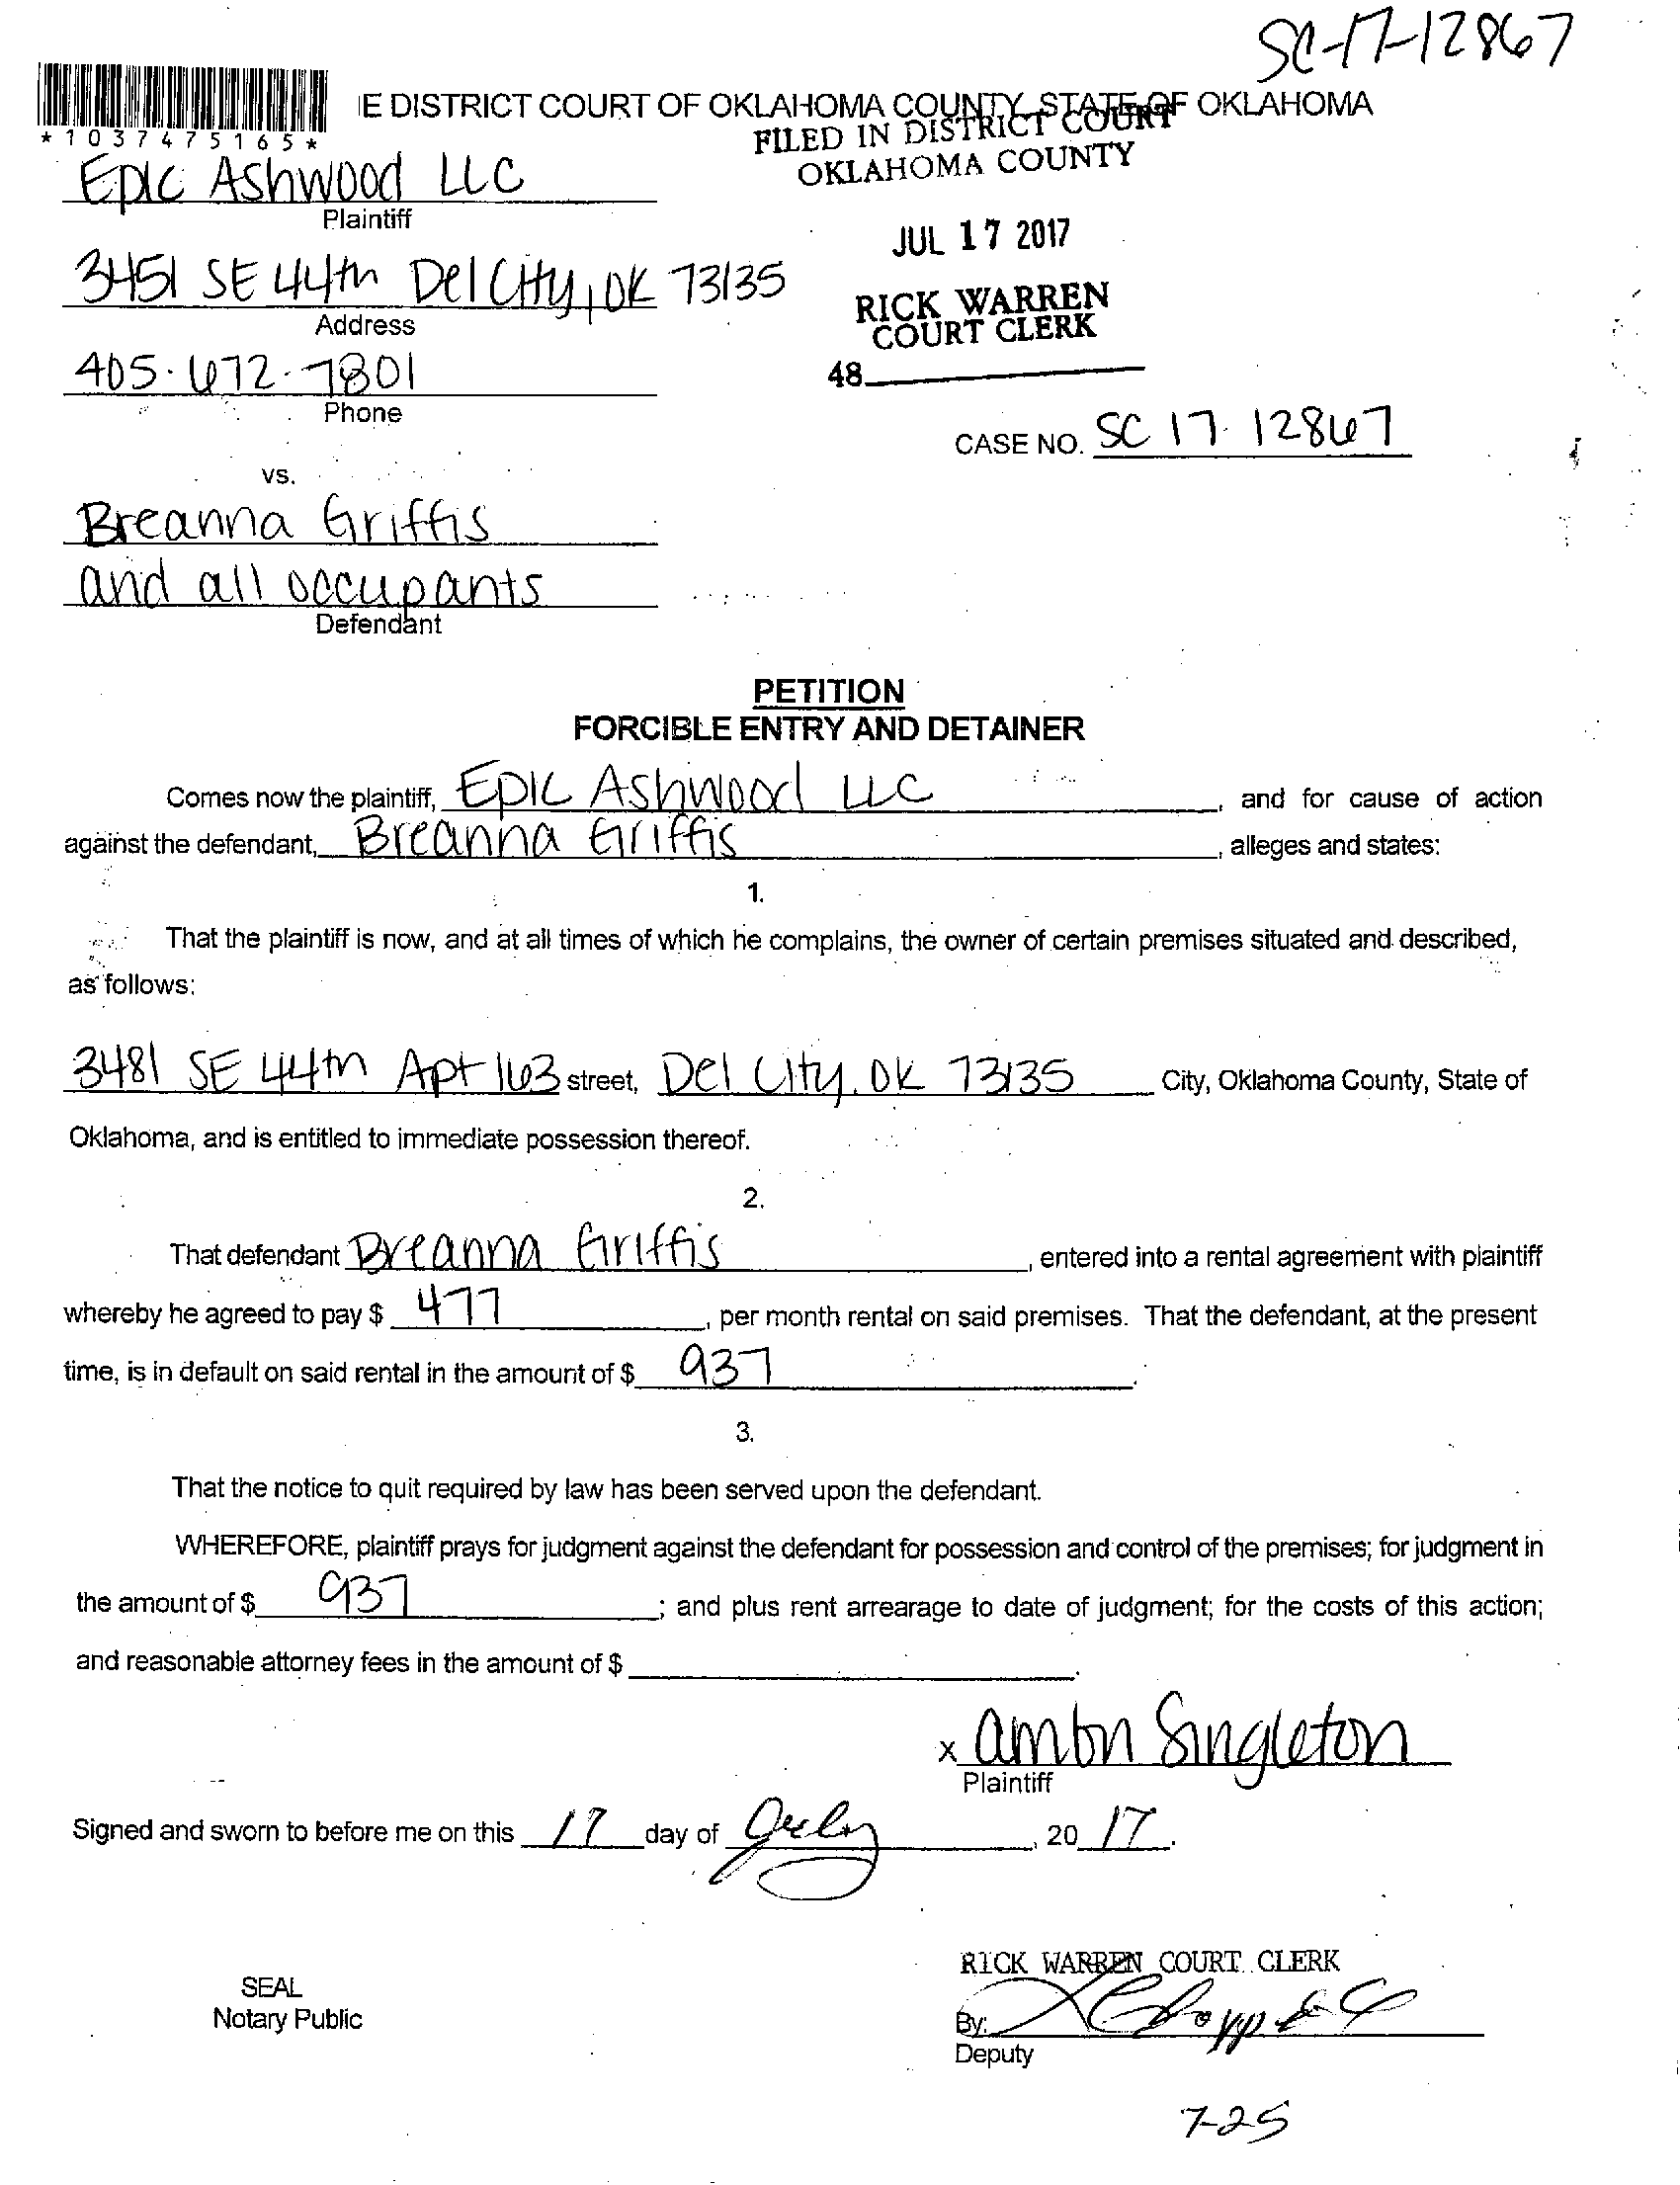 SC-17-12867
E DISTRICT COURT OF OKLAHOMA COUNTY, STATE OF OKLAHOMA
*1037475165*
FILED IN DISTRICT COURT
OKLAHOMA COUNTY
Epic Ashwood LLC
Plaintiff
JUL 17 2017
3451 SE 44th Del City, OK 73135
Address
RICK WARREN
COURT CLERK
405-672-7801
Phone
48
CASE NO. SC 17-12867
vs.
Breanna Griffis
and all occupants
Defendant
PETITION
FORCIBLE ENTRY AND DETAINER
Comes now the plaintiff, Epic Ashwood LLC, and for cause of action
against the defendant, Breanna Griffis, alleges and states:
1.
That the plaintiff is now, and at all times of which he complains, the owner of certain premises situated and described,
as follows:
3481 SE 44th Apt 163 street, Del City, OK 73135 City, Oklahoma County, State of
Oklahoma, and is entitled to immediate possession thereof.
2.
That defendant Breanna Griffis, entered into a rental agreement with plaintiff
whereby he agreed to pay $ 477, per month rental on said premises. That the defendant, at the present
time, is in default on said rental in the amount of $ 937.
3.
That the notice to quit required by law has been served upon the defendant.
WHEREFORE, plaintiff prays for judgment against the defendant for possession and control of the premises; for judgment in
the amount of $ 937; and plus rent arrearage to date of judgment; for the costs of this action;
and reasonable attorney fees in the amount of $ .
x Singleton
Plaintiff
Signed and sworn to before me on this 17 day of July, 20 17.
RICK WARREN COURT CLERK
SEAL
Notary Public
By:
Deputy
7-25